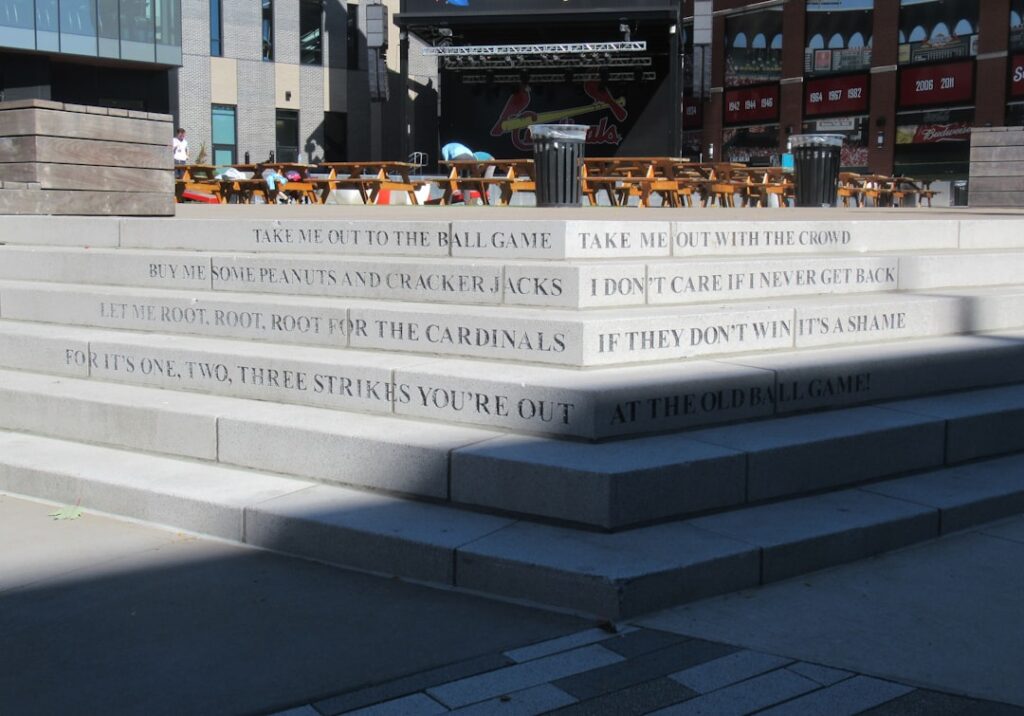 Cardinals
1934
1942 1944 1946
1964 1967 1982
2006 2011
Budweiser
TAKE ME OUT TO THE BALL GAME TAKE ME OUT WITH THE CROWD
BUY ME SOME PEANUTS AND CRACKER JACKS I DON'T CARE IF I NEVER GET BACK
LET ME ROOT, ROOT, ROOT FOR THE CARDINALS IF THEY DON'T WIN IT'S A SHAME
FOR IT'S ONE, TWO, THREE STRIKES YOU'RE OUT AT THE OLD BALL GAME!